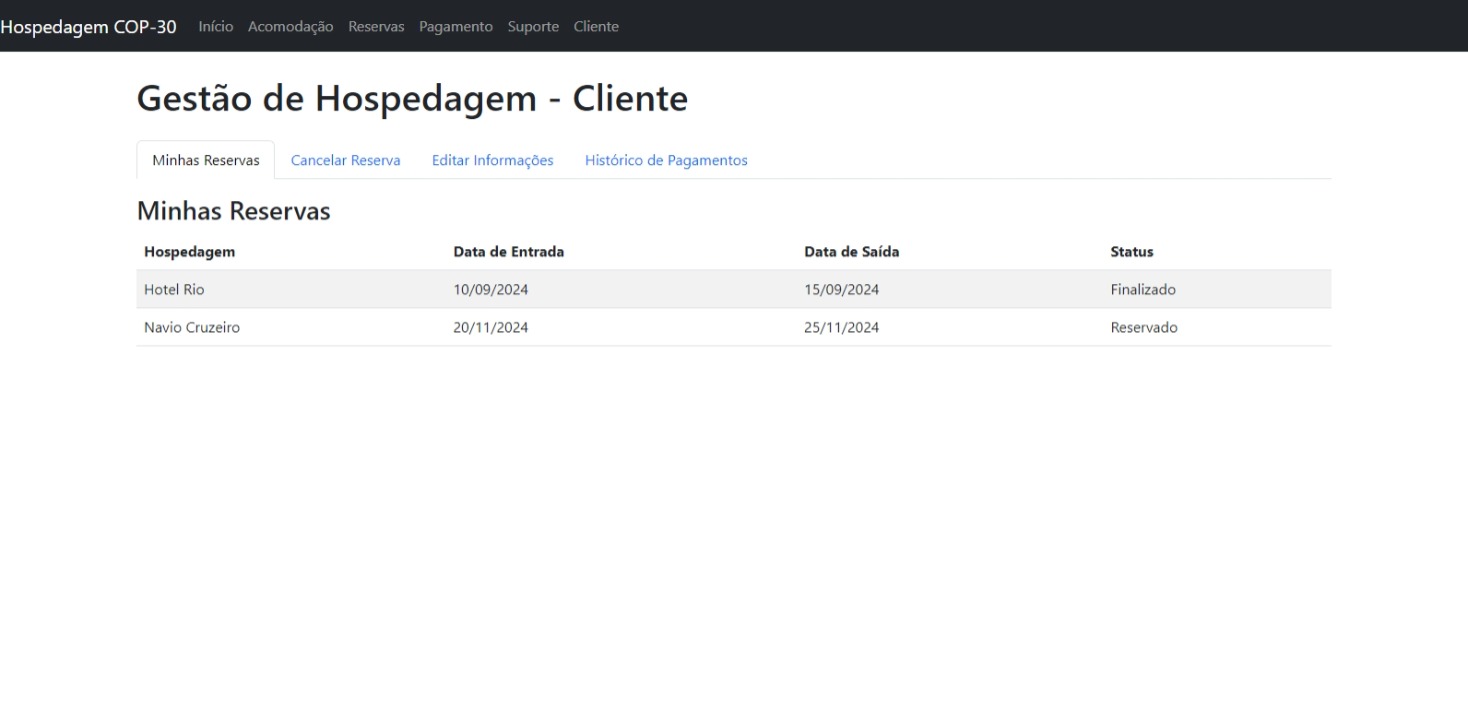 Hospedagem COP-30 Início Acomodação Reservas Pagamento Suporte Cliente
Gestão de Hospedagem - Cliente
Minhas Reservas Cancelar Reserva Editar Informações Histórico de Pagamentos
Minhas Reservas
Hospedagem Data de Entrada Data de Saída Status
Hotel Rio 10/09/2024 15/09/2024 Finalizado
Navio Cruzeiro 20/11/2024 25/11/2024 Reservado